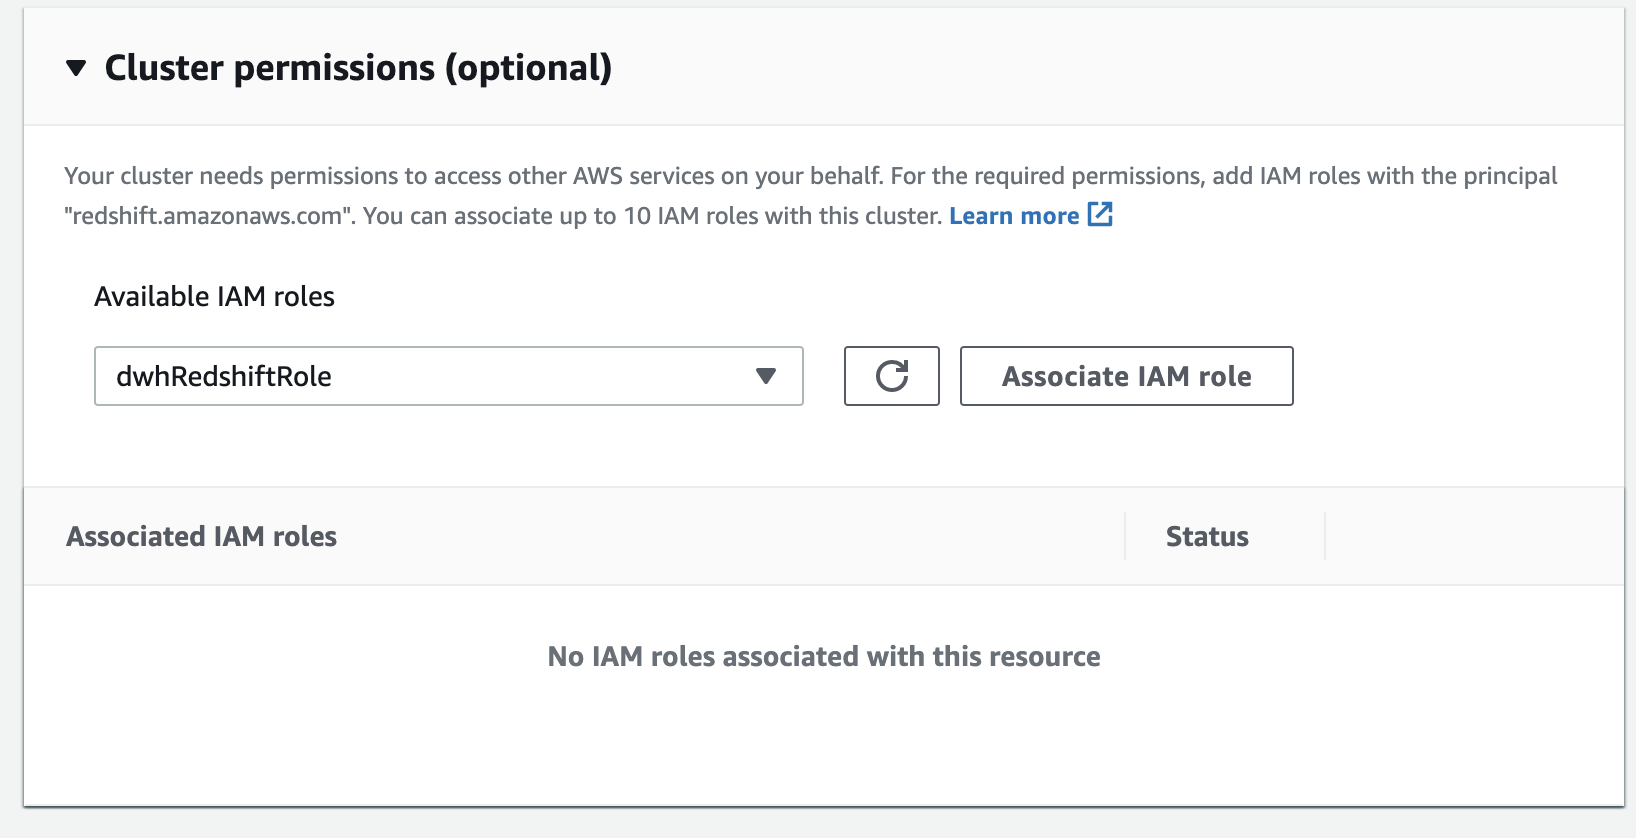 Cluster permissions (optional)
Your cluster needs permissions to access other AWS services on your behalf. For the required permissions, add IAM roles with the principal
"redshift.amazonaws.com". You can associate up to 10 IAM roles with this cluster. Learn more
Available IAM roles
dwhRedshiftRole
Associate IAM role
Associated IAM roles
Status
No IAM roles associated with this resource